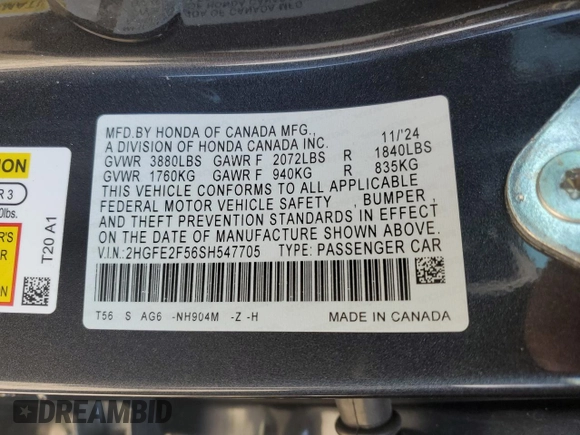 MFD.BY HONDA OF CANADA MFG., 11/'24
A DIVISION OF HONDA CANADA INC.
GVWR 3880LBS GAWR F 2072LBS R 1840LBS
GVWR 1760KG GAWR F 940KG R 835KG
THIS VEHICLE CONFORMS TO ALL APPLICABLE
FEDERAL MOTOR VEHICLE SAFETY , BUMPER ,
AND THEFT PREVENTION STANDARDS IN EFFECT
ON THE DATE OF MANUFACTURE SHOWN ABOVE.
V.I.N.:2HGFE2F56SH547705 TYPE: PASSENGER CAR
T56 S AG6 -NH904M -Z -H MADE IN CANADA
T20 A1
DREAMBID